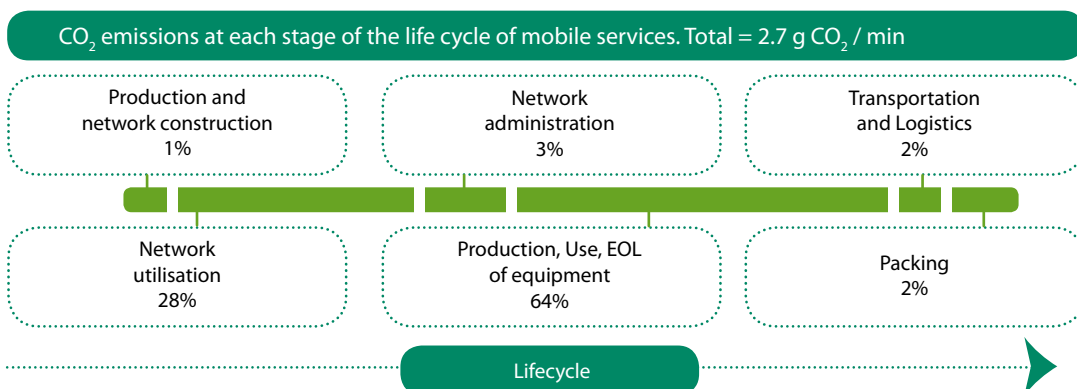 CO₂ emissions at each stage of the life cycle of mobile services. Total = 2.7 g CO₂ / min
Production and
network construction
1%
Network
administration
3%
Transportation
and Logistics
2%
Network
utilisation
28%
Production, Use, EOL
of equipment
64%
Packing
2%
Lifecycle